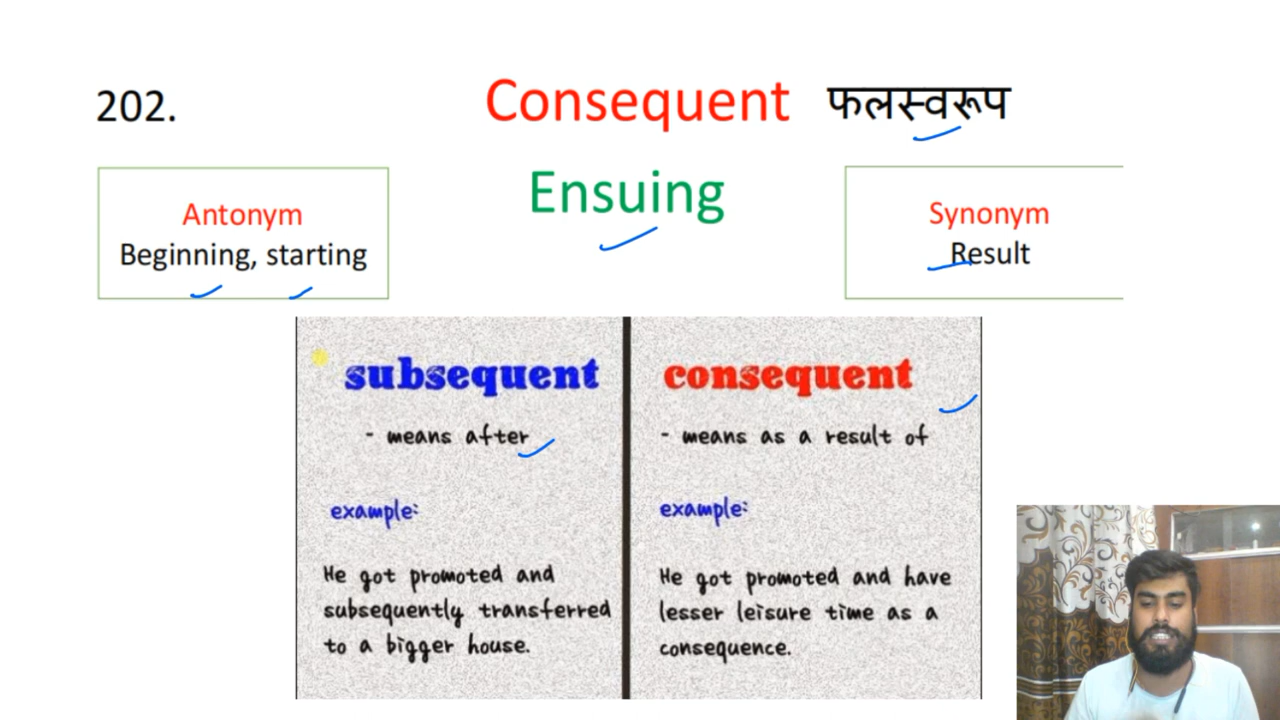 202.
Consequent फलस्वरूप
Ensuing
Antonym
Beginning, starting
Synonym
Result
subsequent
- means after
example:
He got promoted and
subsequently transferred
to a bigger house.
consequent
- means as a result of
example:
He got promoted and have
lesser leisure time as a
consequence.